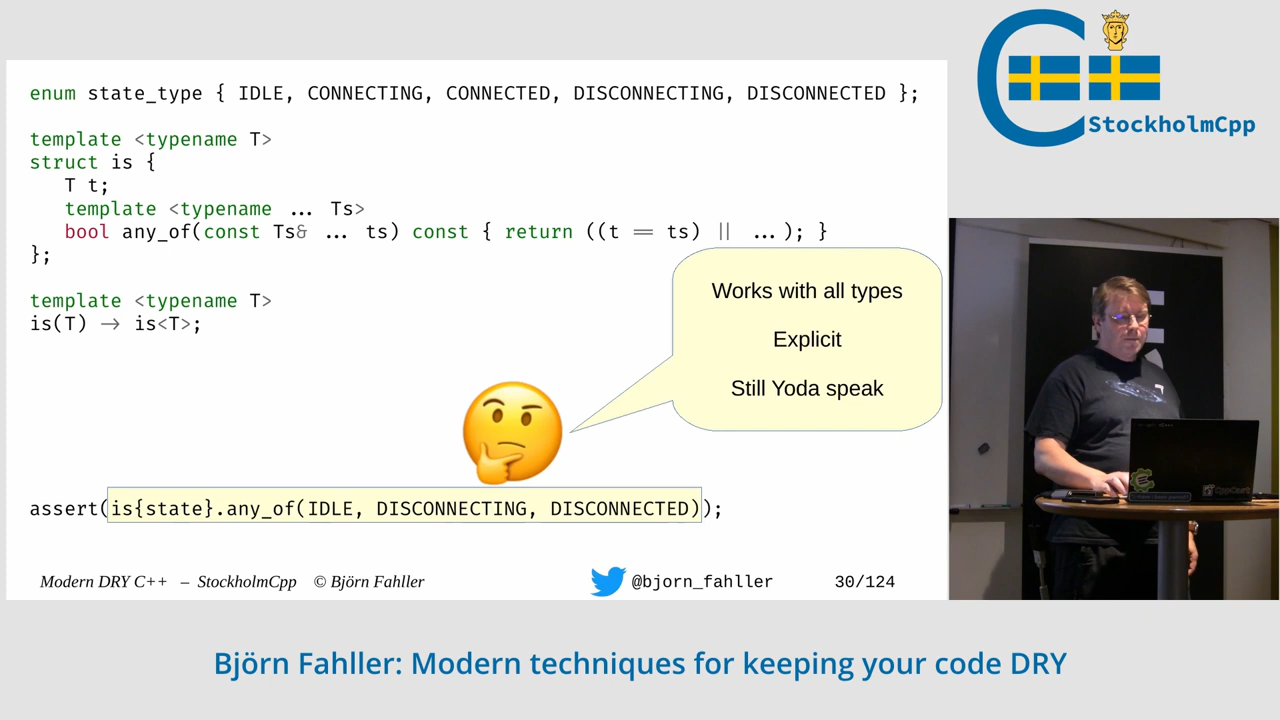 enum state_type { IDLE, CONNECTING, CONNECTED, DISCONNECTING, DISCONNECTED };
template <typename T>
struct is {
T t;
template <typename ... Ts>
bool any_of(const Ts& ... ts) const { return ((t == ts) || ...); }
};
template <typename T>
is(T) -> is<T>;
Works with all types
Explicit
Still Yoda speak
assert(is{state}.any_of(IDLE, DISCONNECTING, DISCONNECTED));
Modern DRY C++ – StockholmCpp © Björn Fahller
@bjorn_fahller
30/124
StockholmCpp
Björn Fahller: Modern techniques for keeping your code DRY